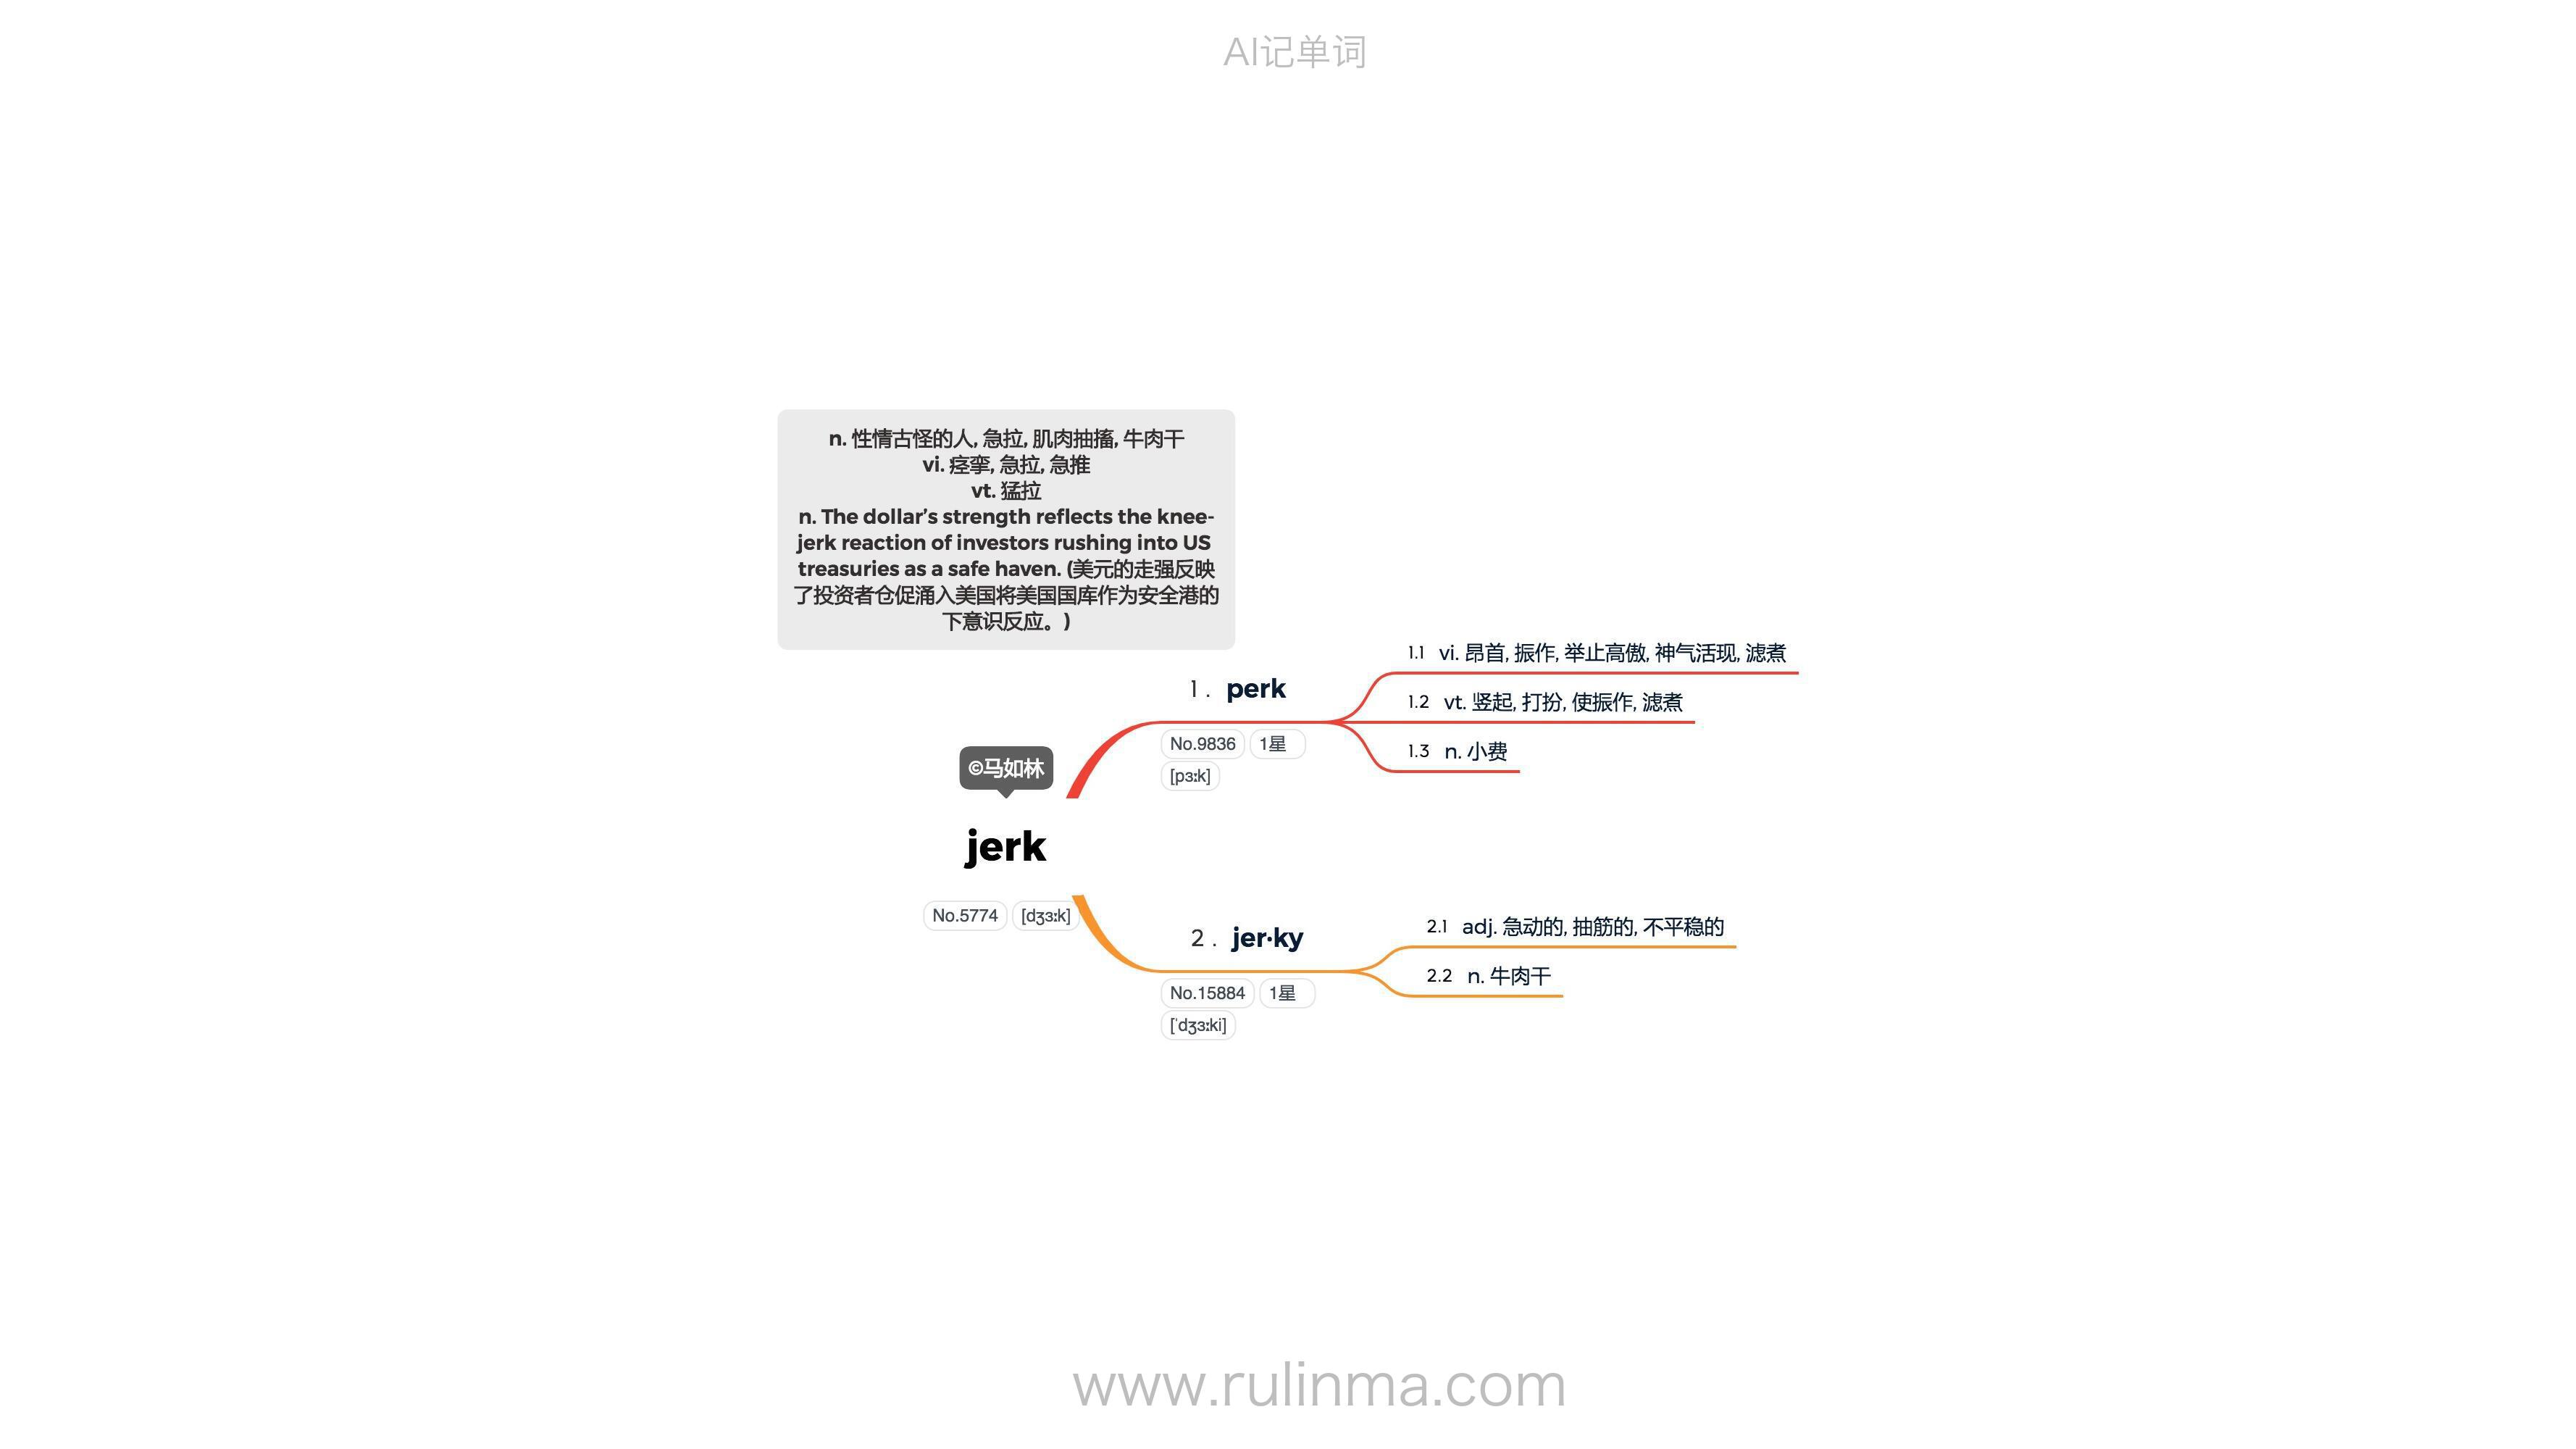 AI记单词
n. 性情古怪的人, 急拉, 肌肉抽搐, 牛肉干
vi. 痉挛, 急拉, 急推
vt. 猛拉
n. The dollar’s strength reflects the knee-
jerk reaction of investors rushing into US
treasuries as a safe haven. (美元的走强反映
了投资者仓促涌入美国将美国国库作为安全港的
下意识反应。)
©马如林
jerk
No.5774 [dʒɜːk]
1. perk
No.9836 1星
[pɜːk]
1.1 vi. 昂首, 振作, 举止高傲, 神气活现, 滤煮
1.2 vt. 竖起, 打扮, 使振作, 滤煮
1.3 n. 小费
2. jer·ky
No.15884 1星
[ˈdʒɜːki]
2.1 adj. 急动的, 抽筋的, 不平稳的
2.2 n. 牛肉干
www.rulinma.com